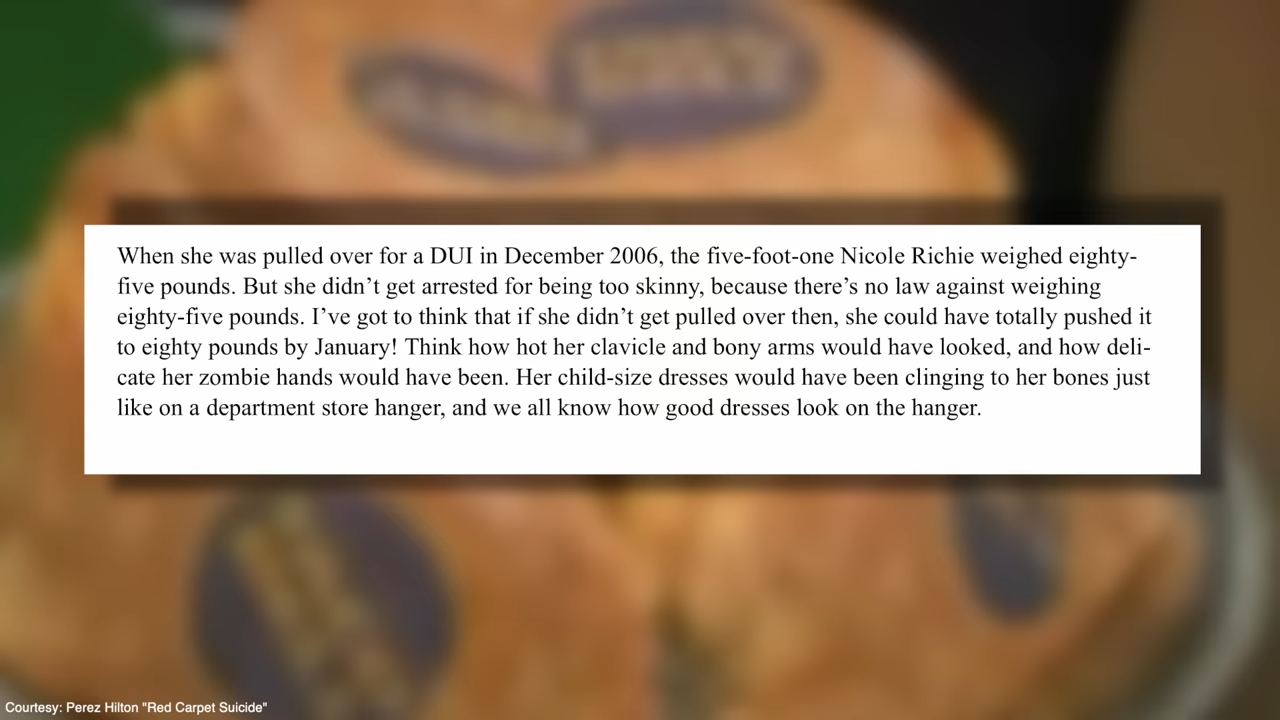 When she was pulled over for a DUI in December 2006, the five-foot-one Nicole Richie weighed eighty-
five pounds. But she didn’t get arrested for being too skinny, because there’s no law against weighing
eighty-five pounds. I’ve got to think that if she didn’t get pulled over then, she could have totally pushed it
to eighty pounds by January! Think how hot her clavicle and bony arms would have looked, and how deli-
cate her zombie hands would have been. Her child-size dresses would have been clinging to her bones just
like on a department store hanger, and we all know how good dresses look on the hanger.
Courtesy: Perez Hilton "Red Carpet Suicide"